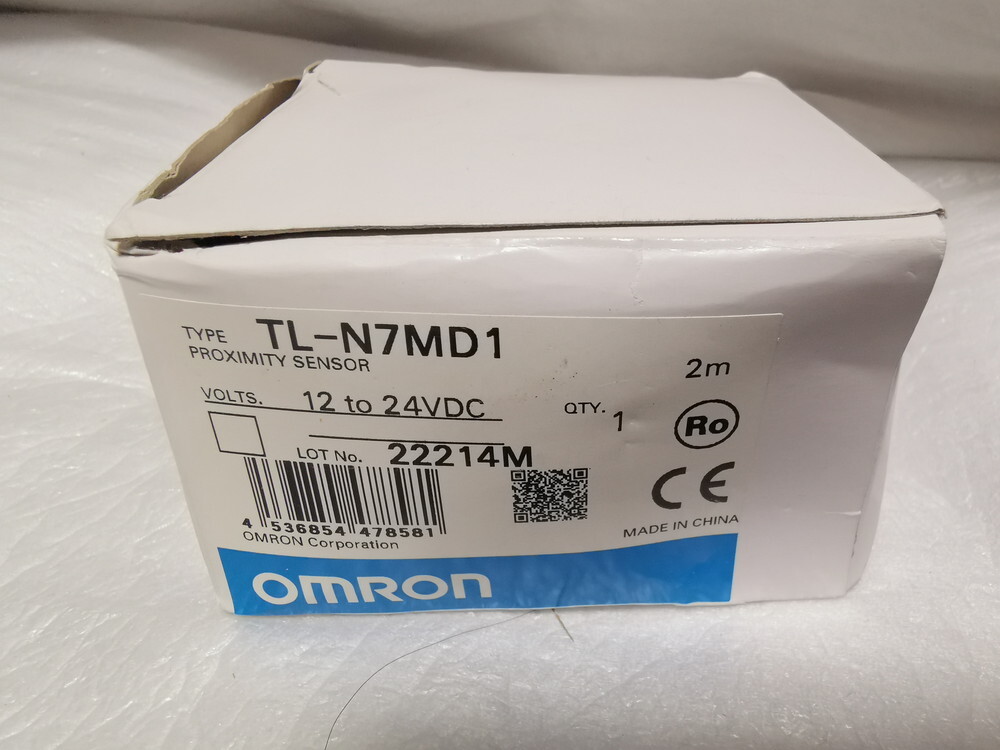 TYPE TL-N7MD1
PROXIMITY SENSOR
2m
VOLTS. 12 to 24VDC
QTY. 1
Ro
LOT No. 22214M
CE
4 536854 478581
MADE IN CHINA
OMRON Corporation
OMRON